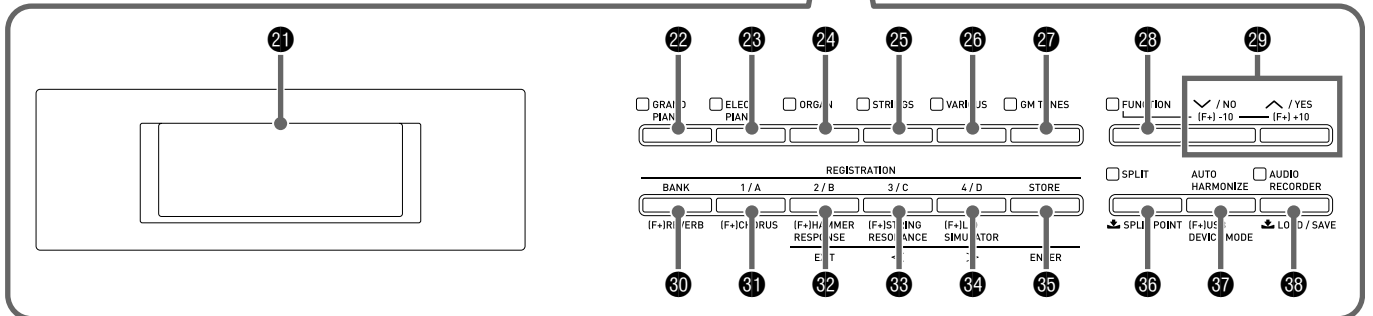 21 22 23 24 25 26 27 28 29
GRAND PIANO
ELEC PIANO
ORGAN
STRINGS
VARIOUS
GM TONES
FUNCTION
/ NO
(F+) -10
/ YES
(F+) +10
REGISTRATION
BANK
1 / A
2 / B
3 / C
4 / D
STORE
SPLIT
AUTO
HARMONIZE
AUDIO
RECORDER
(F+)REVERB
(F+)CHORUS
(F+)HAMMER
RESPONSE
(F+)STRING
RESONANCE
(F+)LID
SIMULATOR
EXIT
ENTER
SPLIT POINT
(F+)USB
DEVICE MODE
LOAD / SAVE
30 31 32 33 34 35 36 37 38